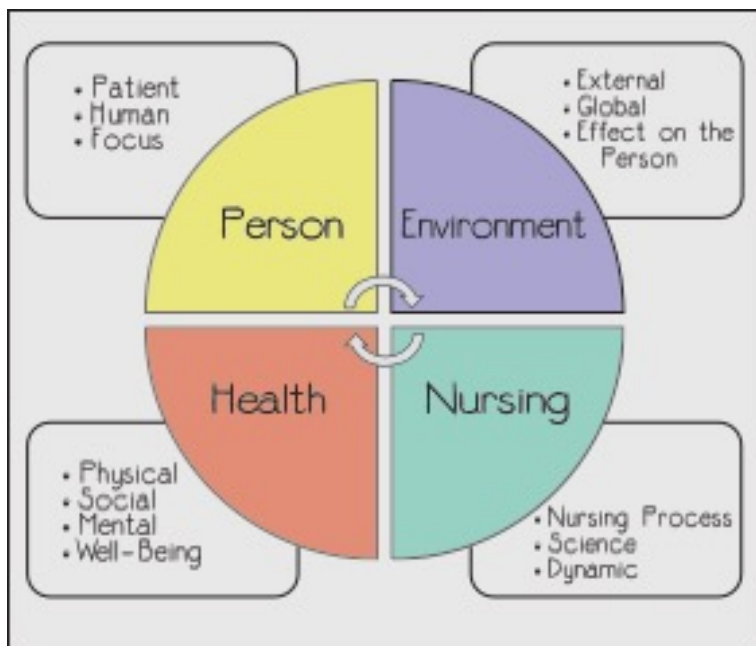 • Patient
• Human
• Focus
• External
• Global
• Effect on the
Person
Person
Environment
Health
Nursing
• Physical
• Social
• Mental
• Well-Being
• Nursing Process
• Science
• Dynamic